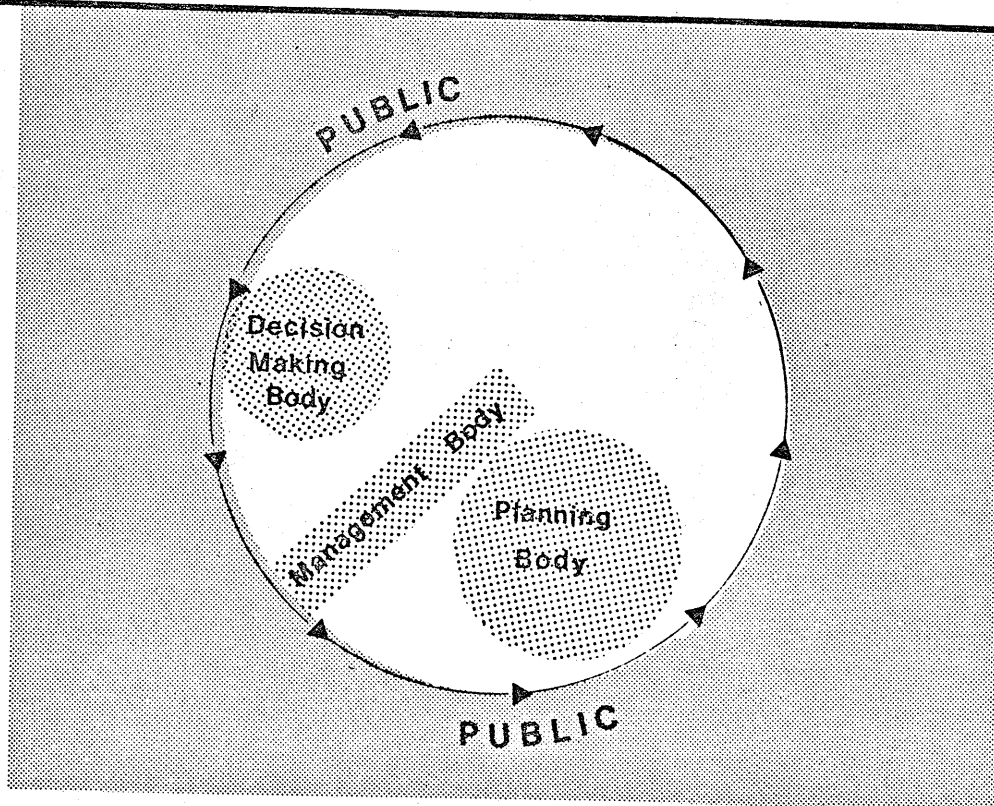 PUBLIC
Decision
Making
Body
Management Body
Planning
Body
PUBLIC